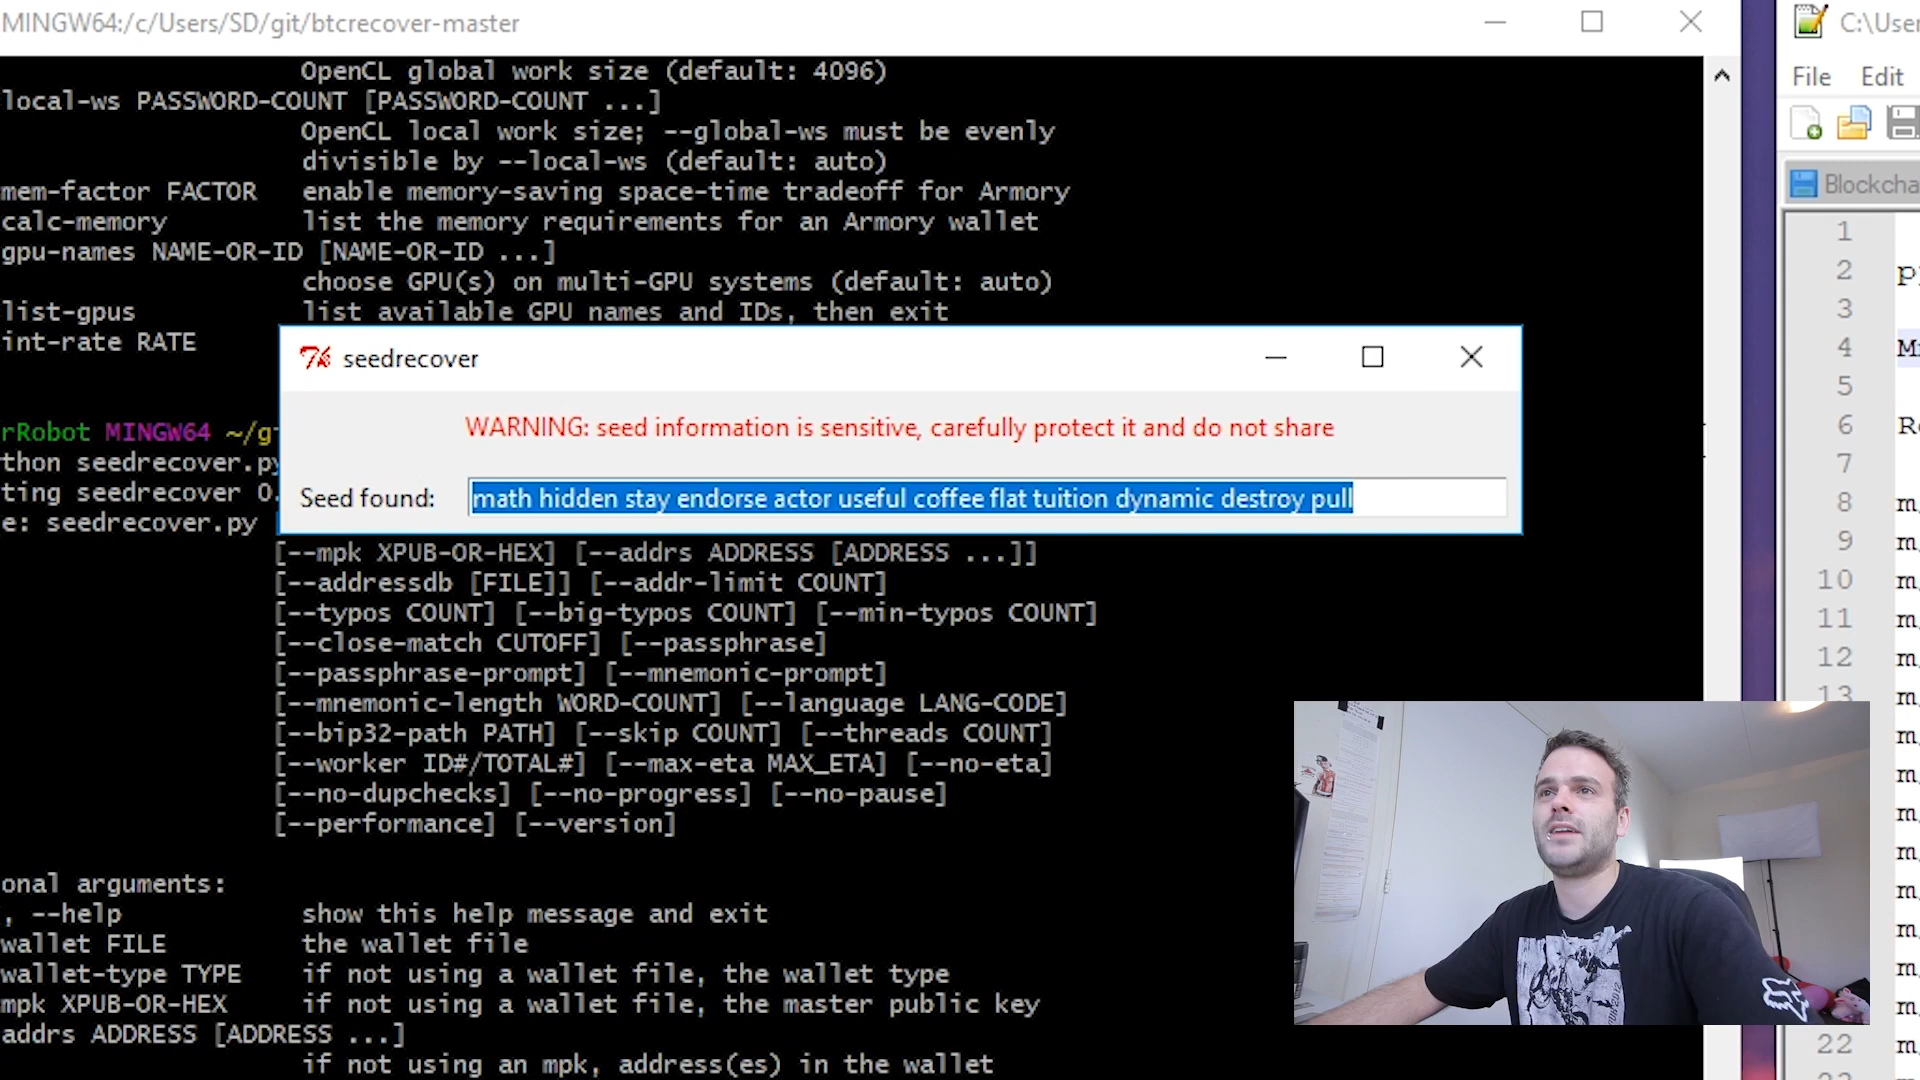 MINGW64:/c/Users/SD/git/btcrecover-master
OpenCL global work size (default: 4096)
local-ws PASSWORD-COUNT [PASSWORD-COUNT ...]
OpenCL local work size; --global-ws must be evenly
divisible by --local-ws (default: auto)
mem-factor FACTOR enable memory-saving space-time tradeoff for Armory
calc-memory list the memory requirements for an Armory wallet
gpu-names NAME-OR-ID [NAME-OR-ID ...]
choose GPU(s) on multi-GPU systems (default: auto)
list-gpus list available GPU names and IDs, then exit
int-rate RATE
seedrecover
WARNING: seed information is sensitive, carefully protect it and do not share
Seed found: math hidden stay endorse actor useful coffee flat tuition dynamic destroy pull
rRobot MINGW64 ~/g
thon seedrecover.py
ting seedrecover 0.
e: seedrecover.py
[--mpk XPUB-OR-HEX] [--addrs ADDRESS [ADDRESS ...]]
[--addressdb [FILE]] [--addr-limit COUNT]
[--typos COUNT] [--big-typos COUNT] [--min-typos COUNT]
[--close-match CUTOFF] [--passphrase]
[--passphrase-prompt] [--mnemonic-prompt]
[--mnemonic-length WORD-COUNT] [--language LANG-CODE]
[--bip32-path PATH] [--skip COUNT] [--threads COUNT]
[--worker ID#/TOTAL#] [--max-eta MAX_ETA] [--no-eta]
[--no-dupchecks] [--no-progress] [--no-pause]
[--performance] [--version]
onal arguments:
, --help show this help message and exit
wallet FILE the wallet file
wallet-type TYPE if not using a wallet file, the wallet type
mpk XPUB-OR-HEX if not using a wallet file, the master public key
addrs ADDRESS [ADDRESS ...]
if not using an mpk, address(es) in the wallet
C:\User
File Edit
Blockcha
1
2
3
4
5
6
7
8 m
9 m
10 m
11 m
12 m
13 m
22 m